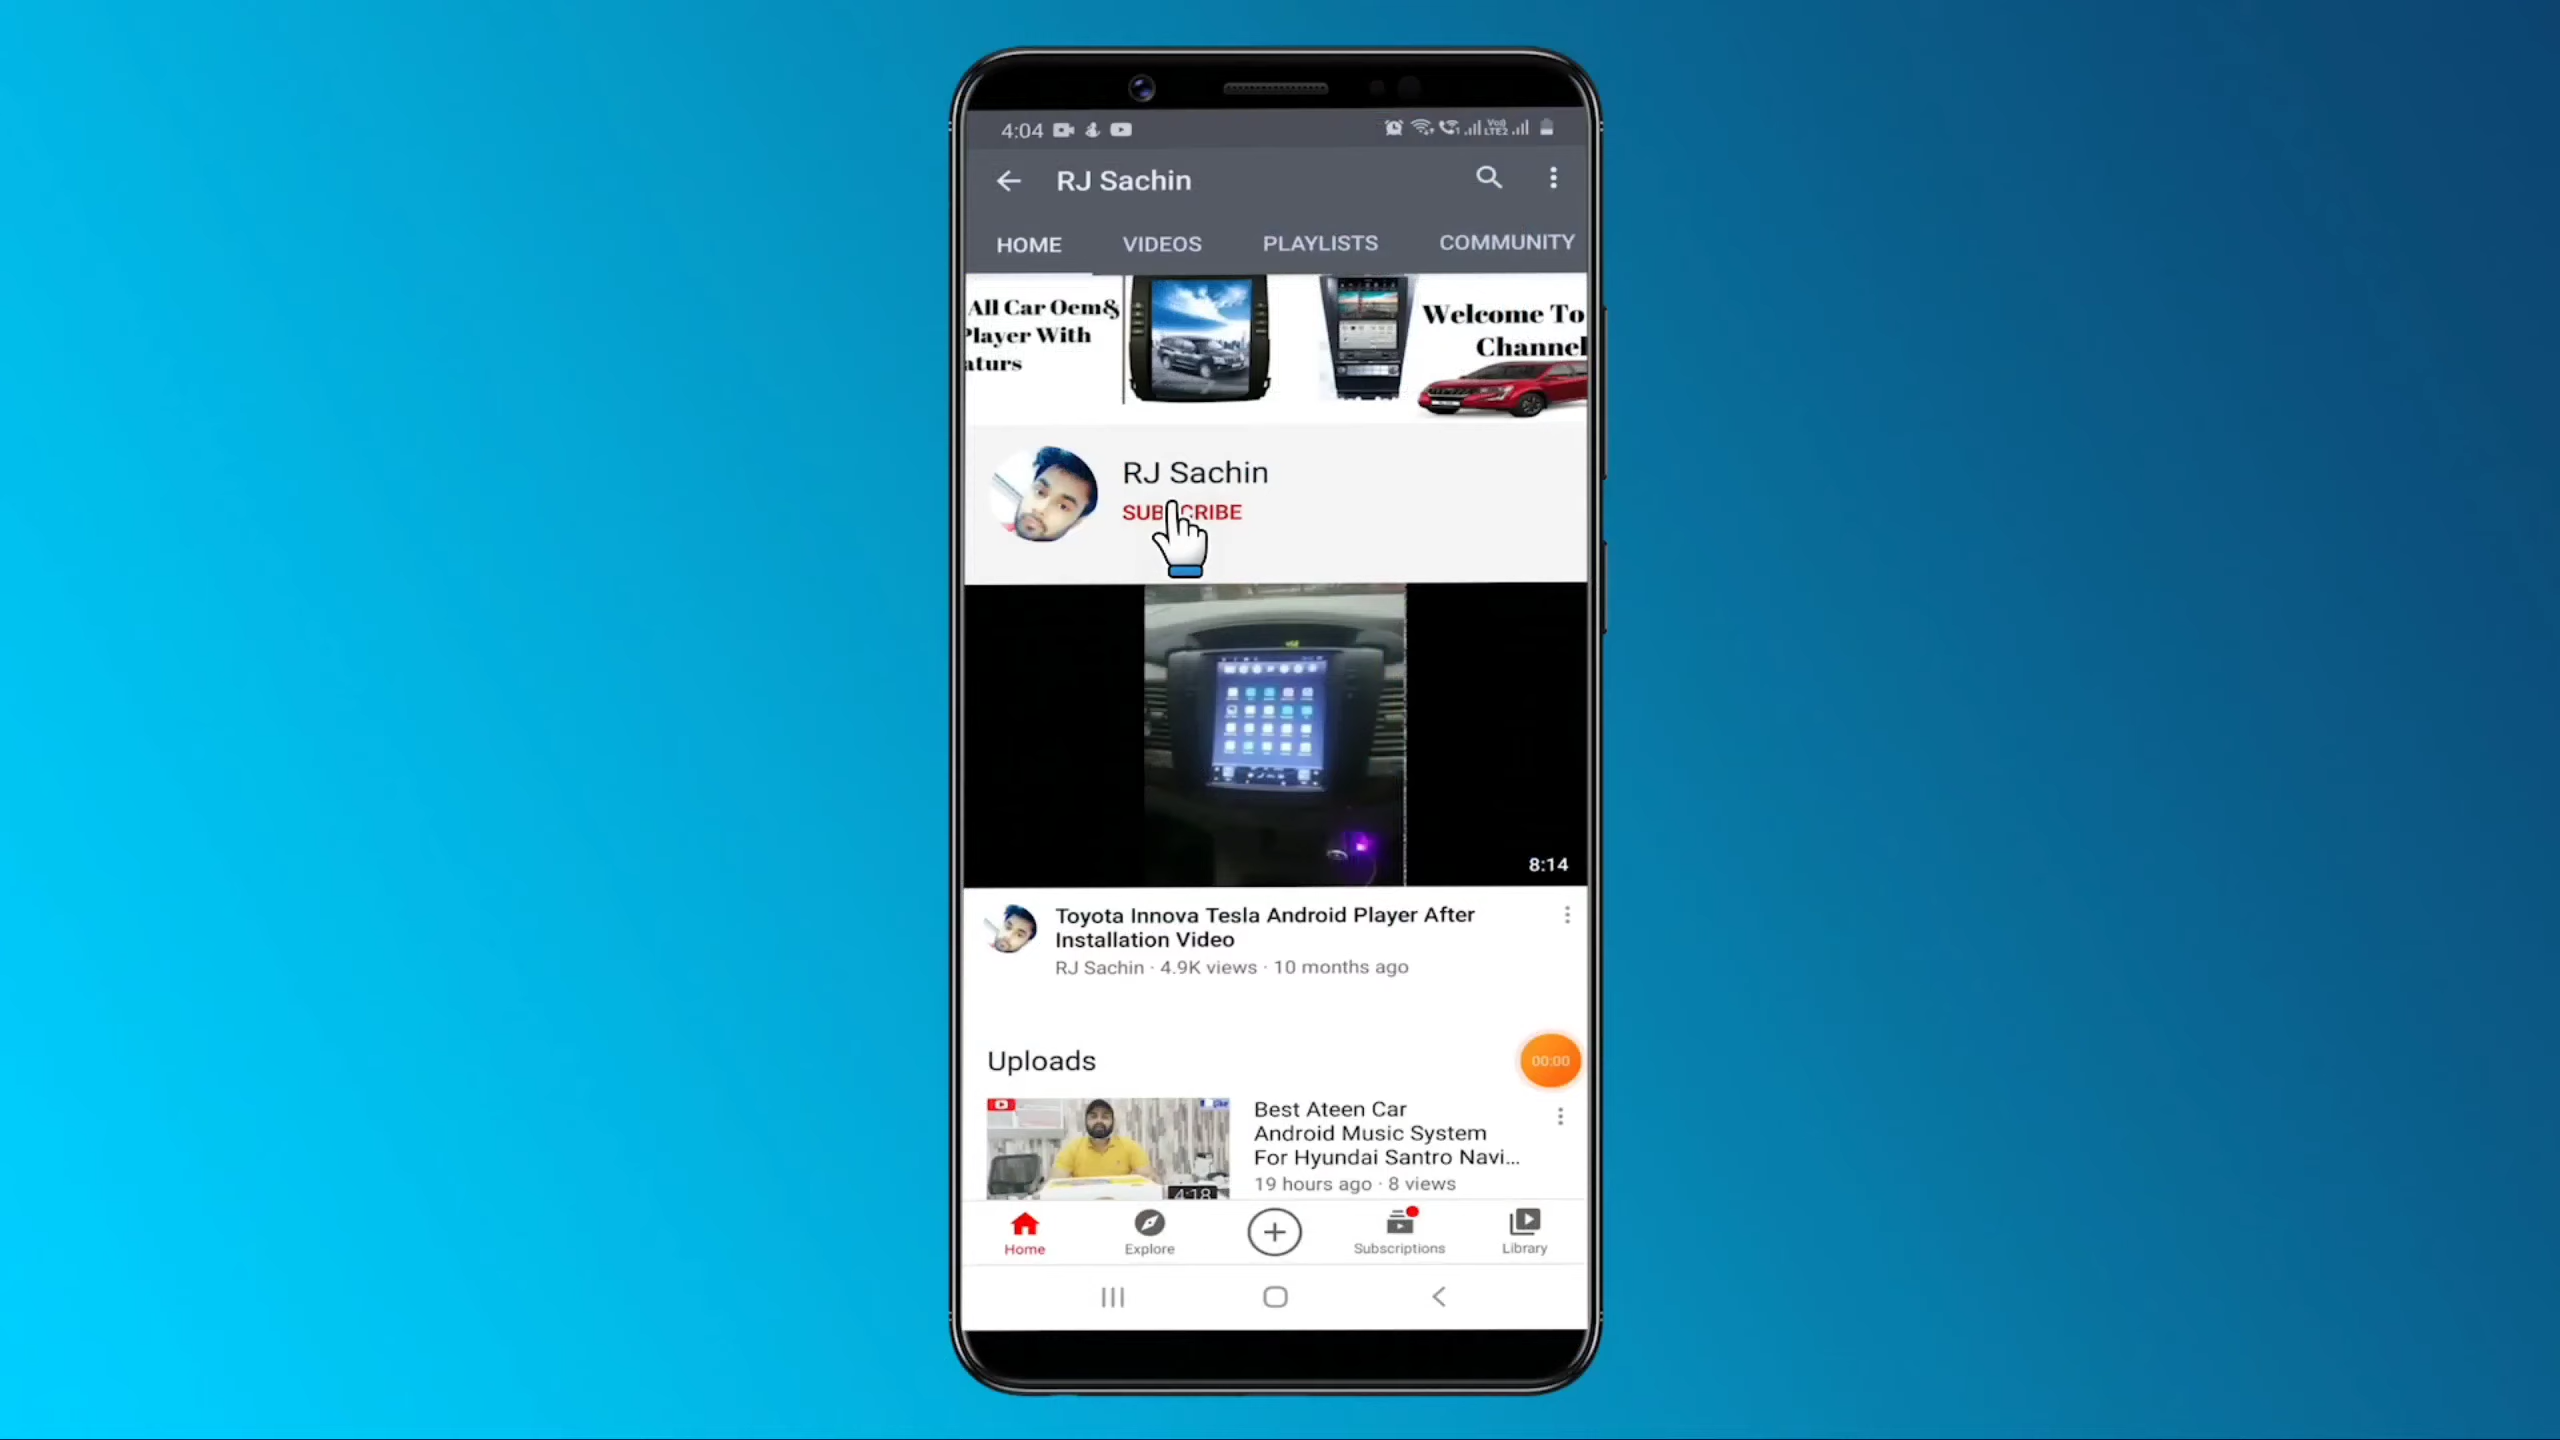 4:04
RJ Sachin
HOME VIDEOS PLAYLISTS COMMUNITY
All Car Oem&
Player With
aturs
Welcome To
Channel
RJ Sachin
SUBSCRIBE
8:14
Toyota Innova Tesla Android Player After
Installation Video
RJ Sachin · 4.9K views · 10 months ago
Uploads
00:00
Best Ateen Car
Android Music System
For Hyundai Santro Navi...
19 hours ago · 8 views
4:18
Home Explore Subscriptions Library